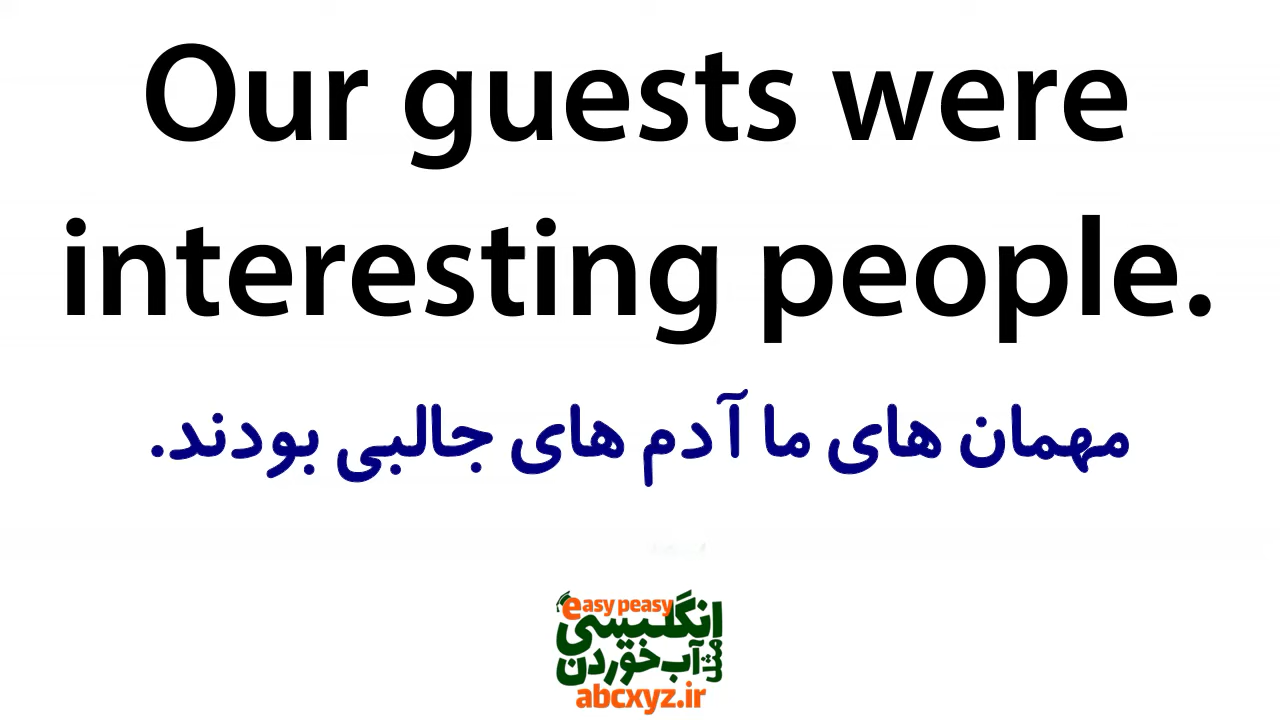 Our guests were
interesting people.
مهمان های ما آدم های جالبی بودند.
easy peasy
انگلیسی
مثل آب خوردن
abcxyz.ir